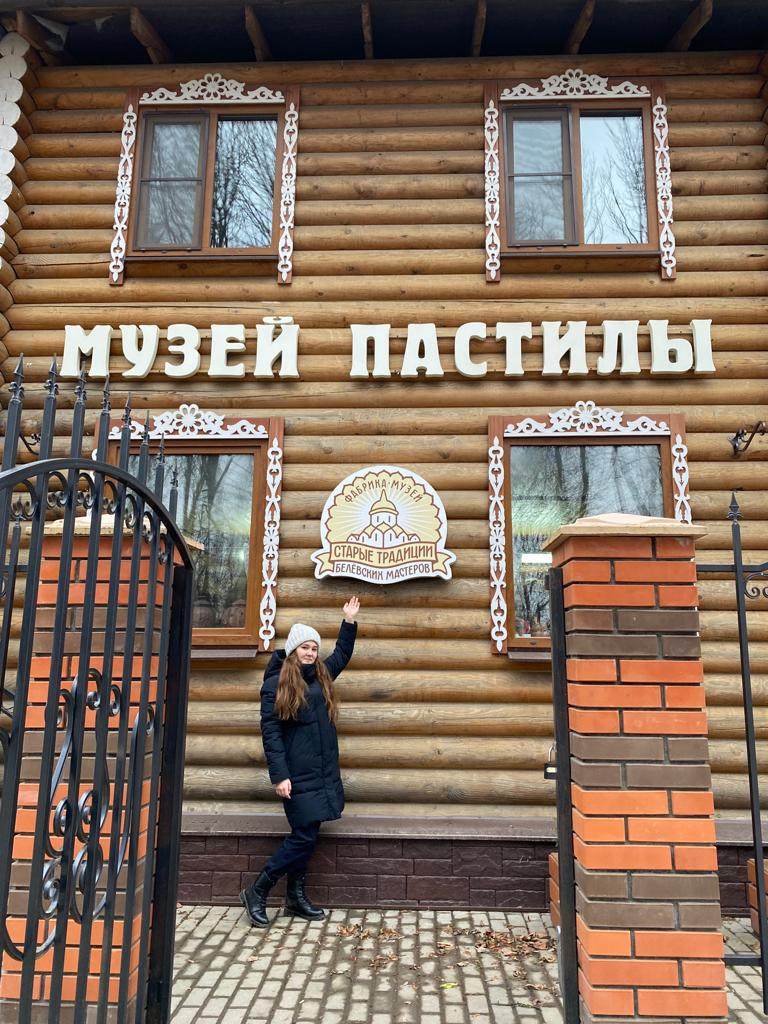 МУЗЕЙ ПАСТИЛЫ
ФАБРИКА-МУЗЕЙ
СТАРЫЕ ТРАДИЦИИ
БЕЛЁВСКИХ МАСТЕРОВ